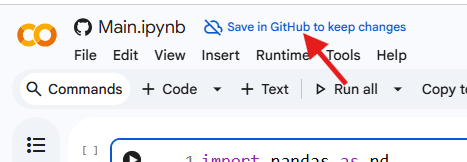 Main.ipynb Save in GitHub to keep changes
File Edit View Insert Runtime Tools Help
Commands + Code + Text Run all Copy to
[ ] 1 import pandas as pd